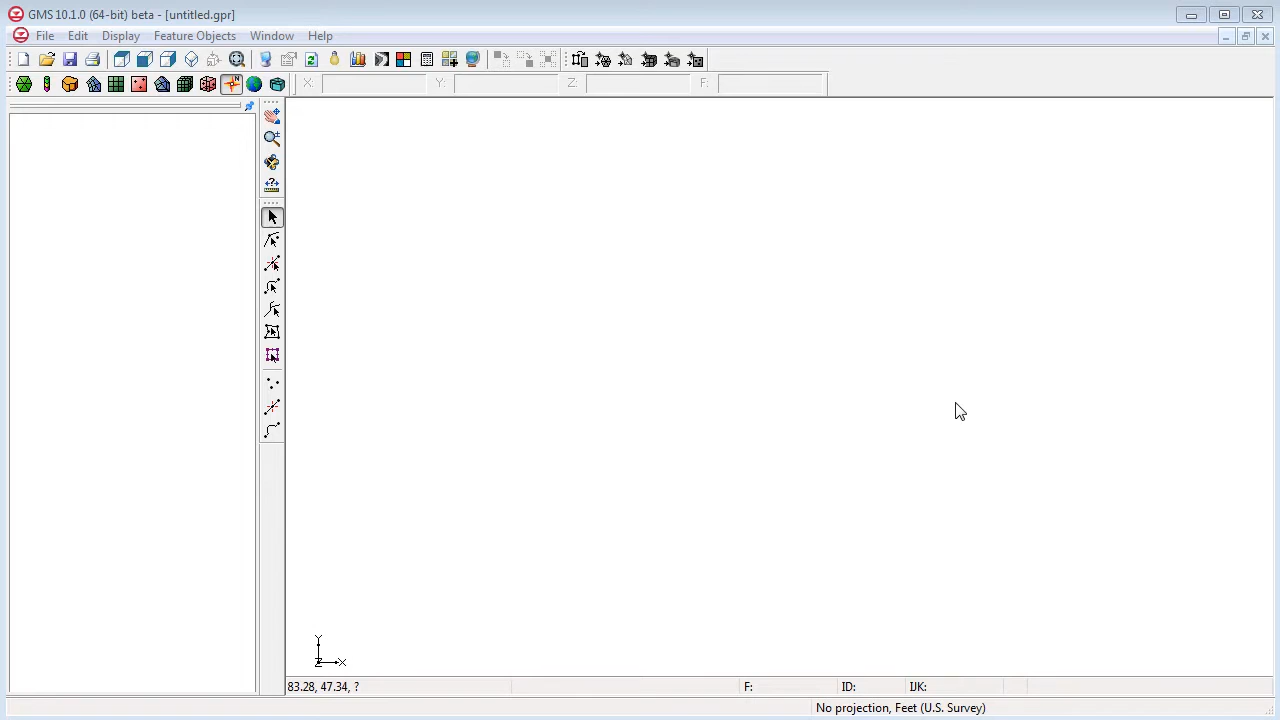 GMS 10.1.0 (64-bit) beta - [untitled.gpr]
File Edit Display Feature Objects Window Help
X: Y: Z: F:
Y
Z X
83.28, 47.34, ? F: ID: IJK:
No projection, Feet (U.S. Survey)